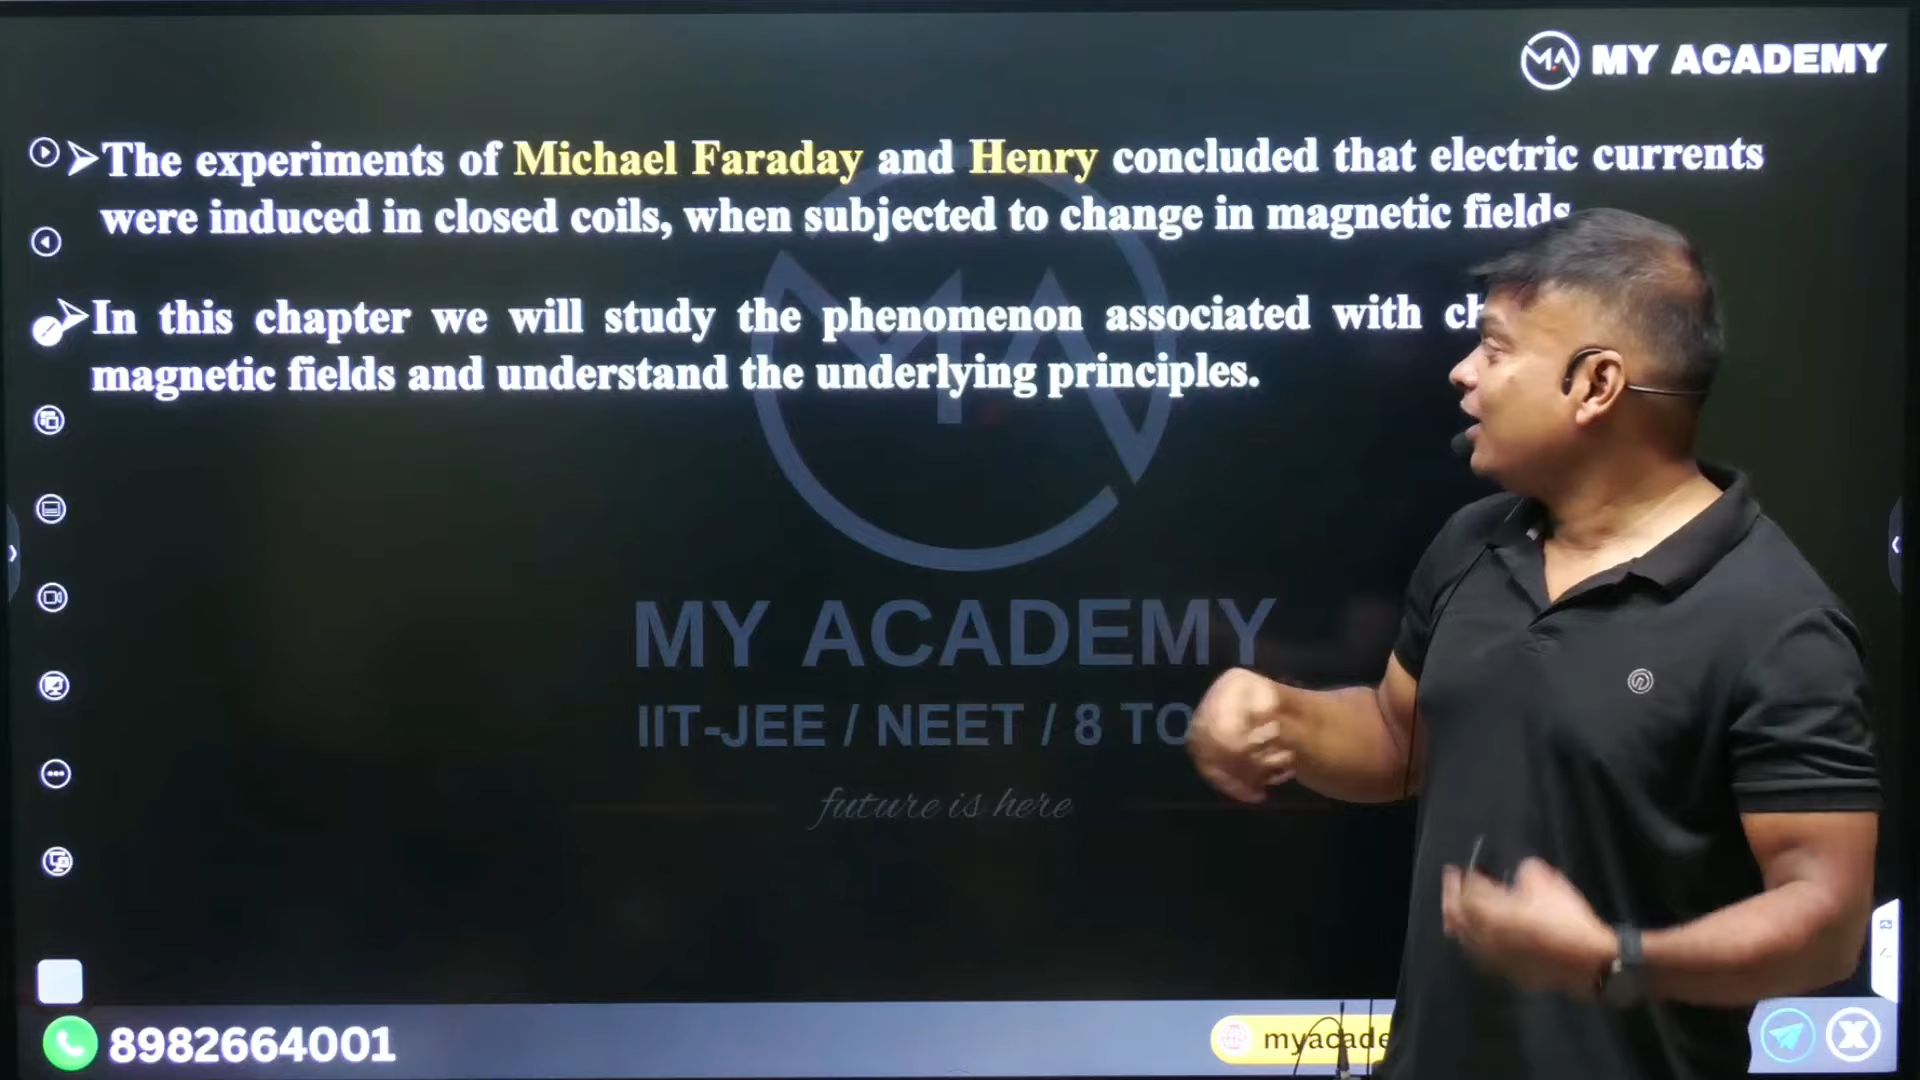 MY ACADEMY
The experiments of Michael Faraday and Henry concluded that electric currents
were induced in closed coils, when subjected to change in magnetic fields
In this chapter we will study the phenomenon associated with
magnetic fields and understand the underlying principles.
MA
MY ACADEMY
IIT-JEE / NEET / 8 TO
future is here
8982664001